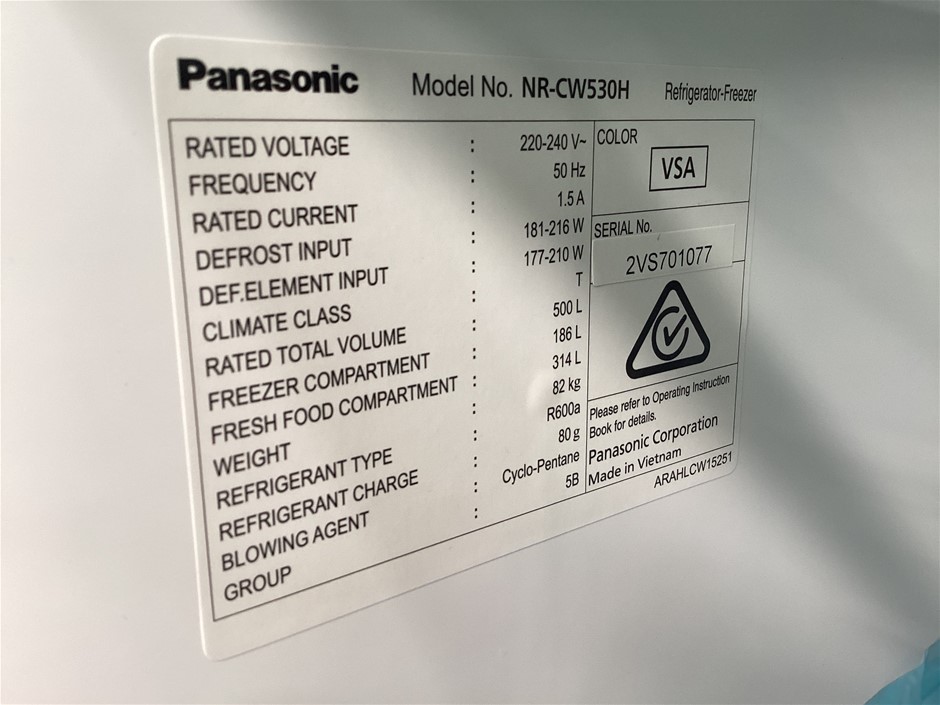 Panasonic Model No. NR-CW530H Refrigerator-Freezer
RATED VOLTAGE : 220-240 V~
FREQUENCY : 50 Hz
RATED CURRENT : 1.5 A
DEFROST INPUT : 181-216 W
DEF.ELEMENT INPUT : 177-210 W
CLIMATE CLASS : T
RATED TOTAL VOLUME : 500 L
FREEZER COMPARTMENT : 186 L
FRESH FOOD COMPARTMENT : 314 L
WEIGHT : 82 kg
REFRIGERANT TYPE : R600a
REFRIGERANT CHARGE : 80 g
BLOWING AGENT : Cyclo-Pentane
GROUP : 5B
COLOR
VSA
SERIAL No.
2VS701077
Please refer to Operating Instruction
Book for details.
Panasonic Corporation
Made in Vietnam
ARAHLCW15251